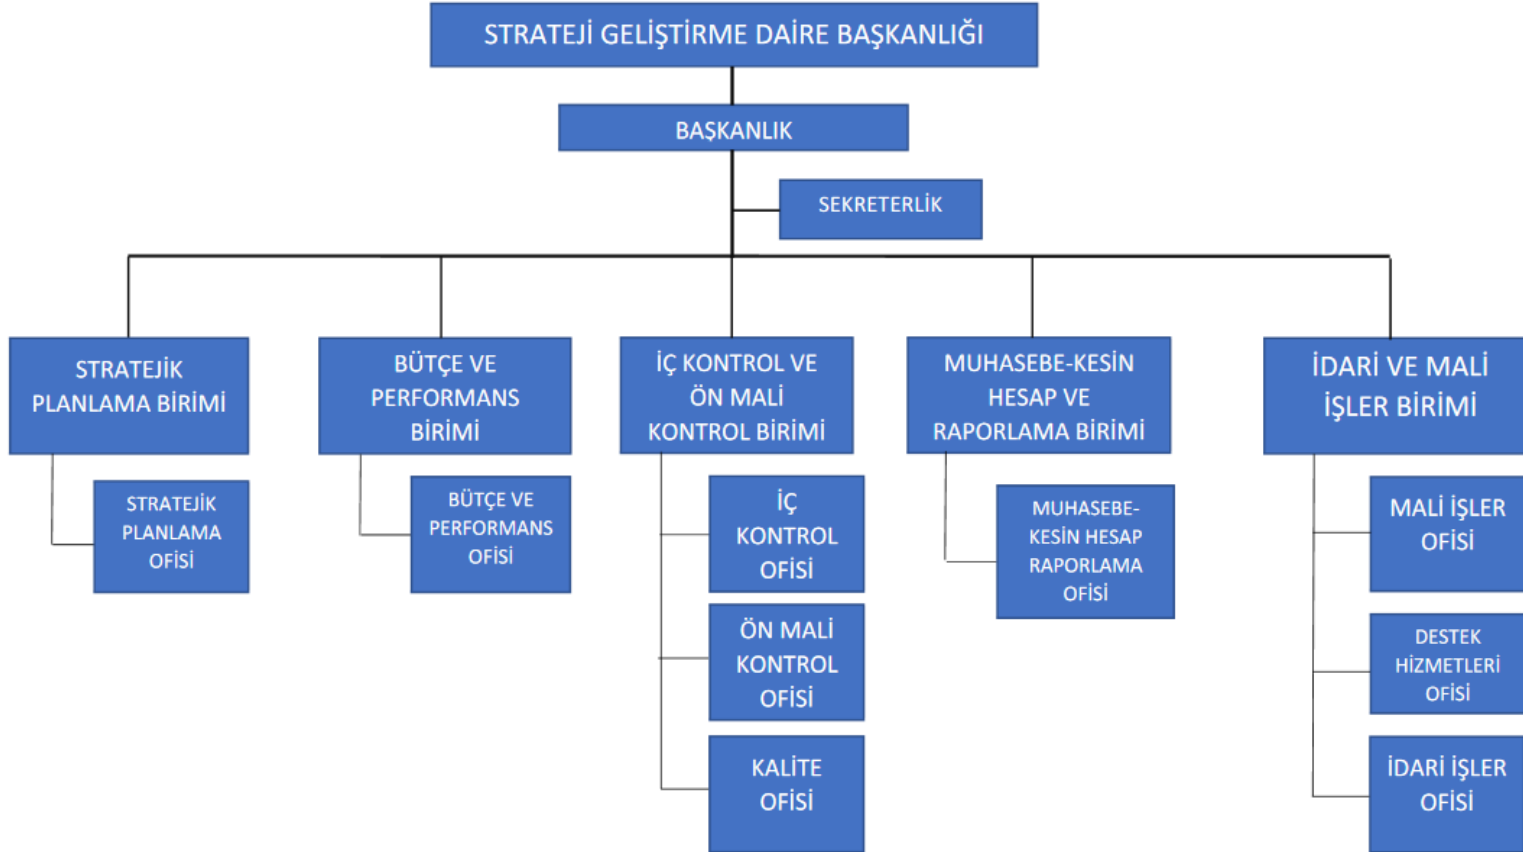 STRATEJİ GELİŞTİRME DAİRE BAŞKANLIĞI
BAŞKANLIK
SEKRETERLİK
STRATEJİK
PLANLAMA BİRİMİ
STRATEJİK
PLANLAMA
OFİSİ
BÜTÇE VE
PERFORMANS
BİRİMİ
BÜTÇE VE
PERFORMANS
OFİSİ
İÇ KONTROL VE
ÖN MALİ
KONTROL BİRİMİ
İÇ
KONTROL
OFİSİ
ÖN MALİ
KONTROL
OFİSİ
KALİTE
OFİSİ
MUHASEBE-KESİN
HESAP VE
RAPORLAMA BİRİMİ
MUHASEBE-
KESİN HESAP
RAPORLAMA
OFİSİ
İDARİ VE MALİ
İŞLER BİRİMİ
MALİ İŞLER
OFİSİ
DESTEK
HİZMETLERİ
OFİSİ
İDARİ İŞLER
OFİSİ